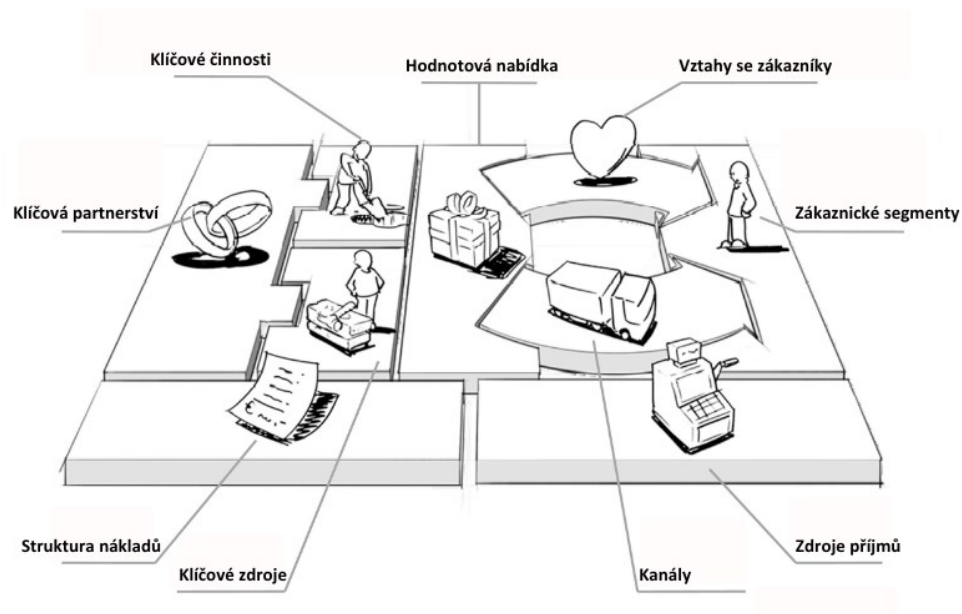 Klíčové činnosti
Hodnotová nabídka
Vztahy se zákazníky
Klíčová partnerství
Zákaznické segmenty
Struktura nákladů
Klíčové zdroje
Kanály
Zdroje příjmů